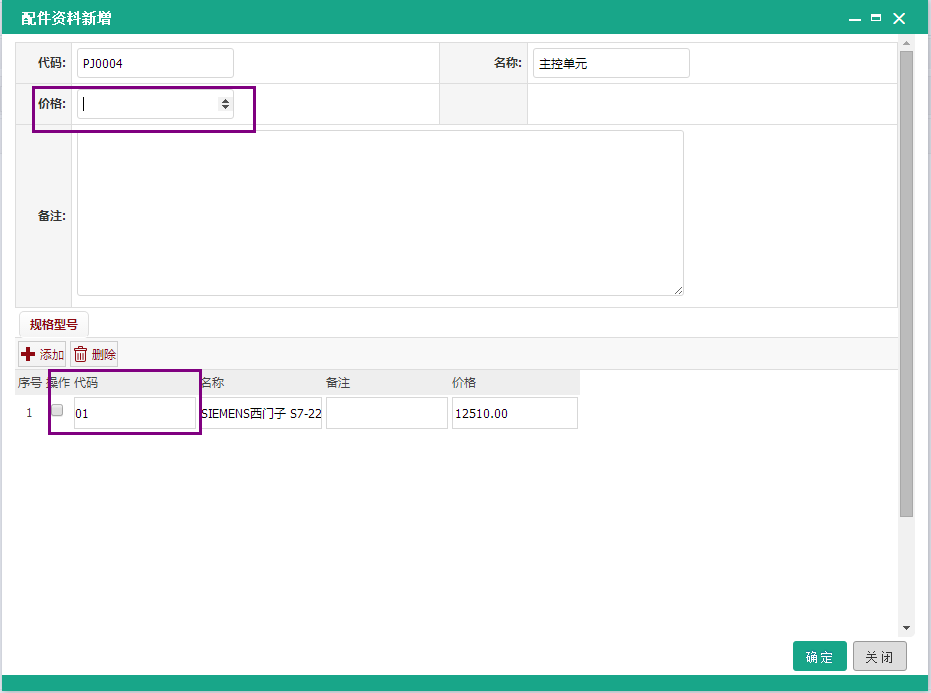 配件资料新增
代码: PJ0004 名称: 主控单元
价格:
备注:
规格型号
添加 删除
序号 操作 代码 名称 备注 价格
1 01 SIEMENS西门子 S7-22 12510.00
确定 关闭